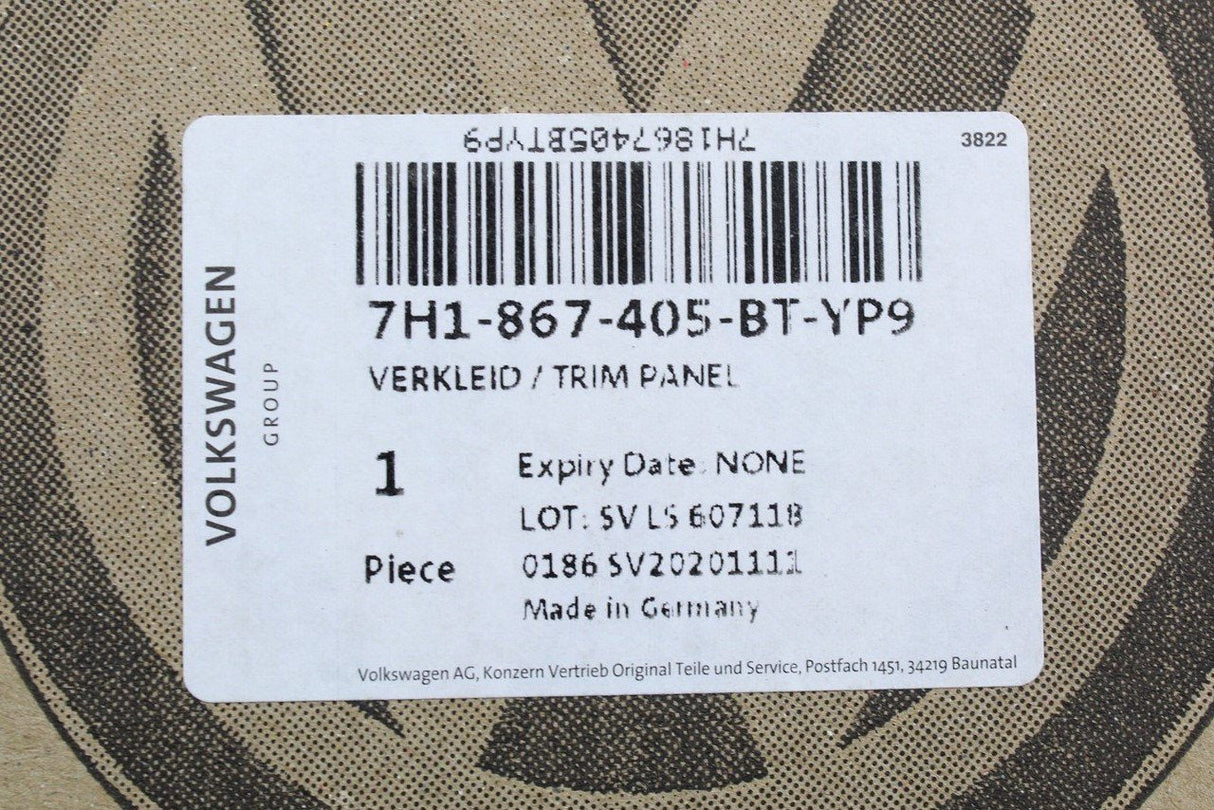 7H1867405BTYP9
3822
7H1-867-405-BT-YP9
VERKLEID / TRIM PANEL
1
Piece
Expiry Date: NONE
LOT: SV LS 607118
0186 SV20201111
Made in Germany
VOLKSWAGEN
GROUP
Volkswagen AG, Konzern Vertrieb Original Teile und Service, Postfach 1451, 34219 Baunatal